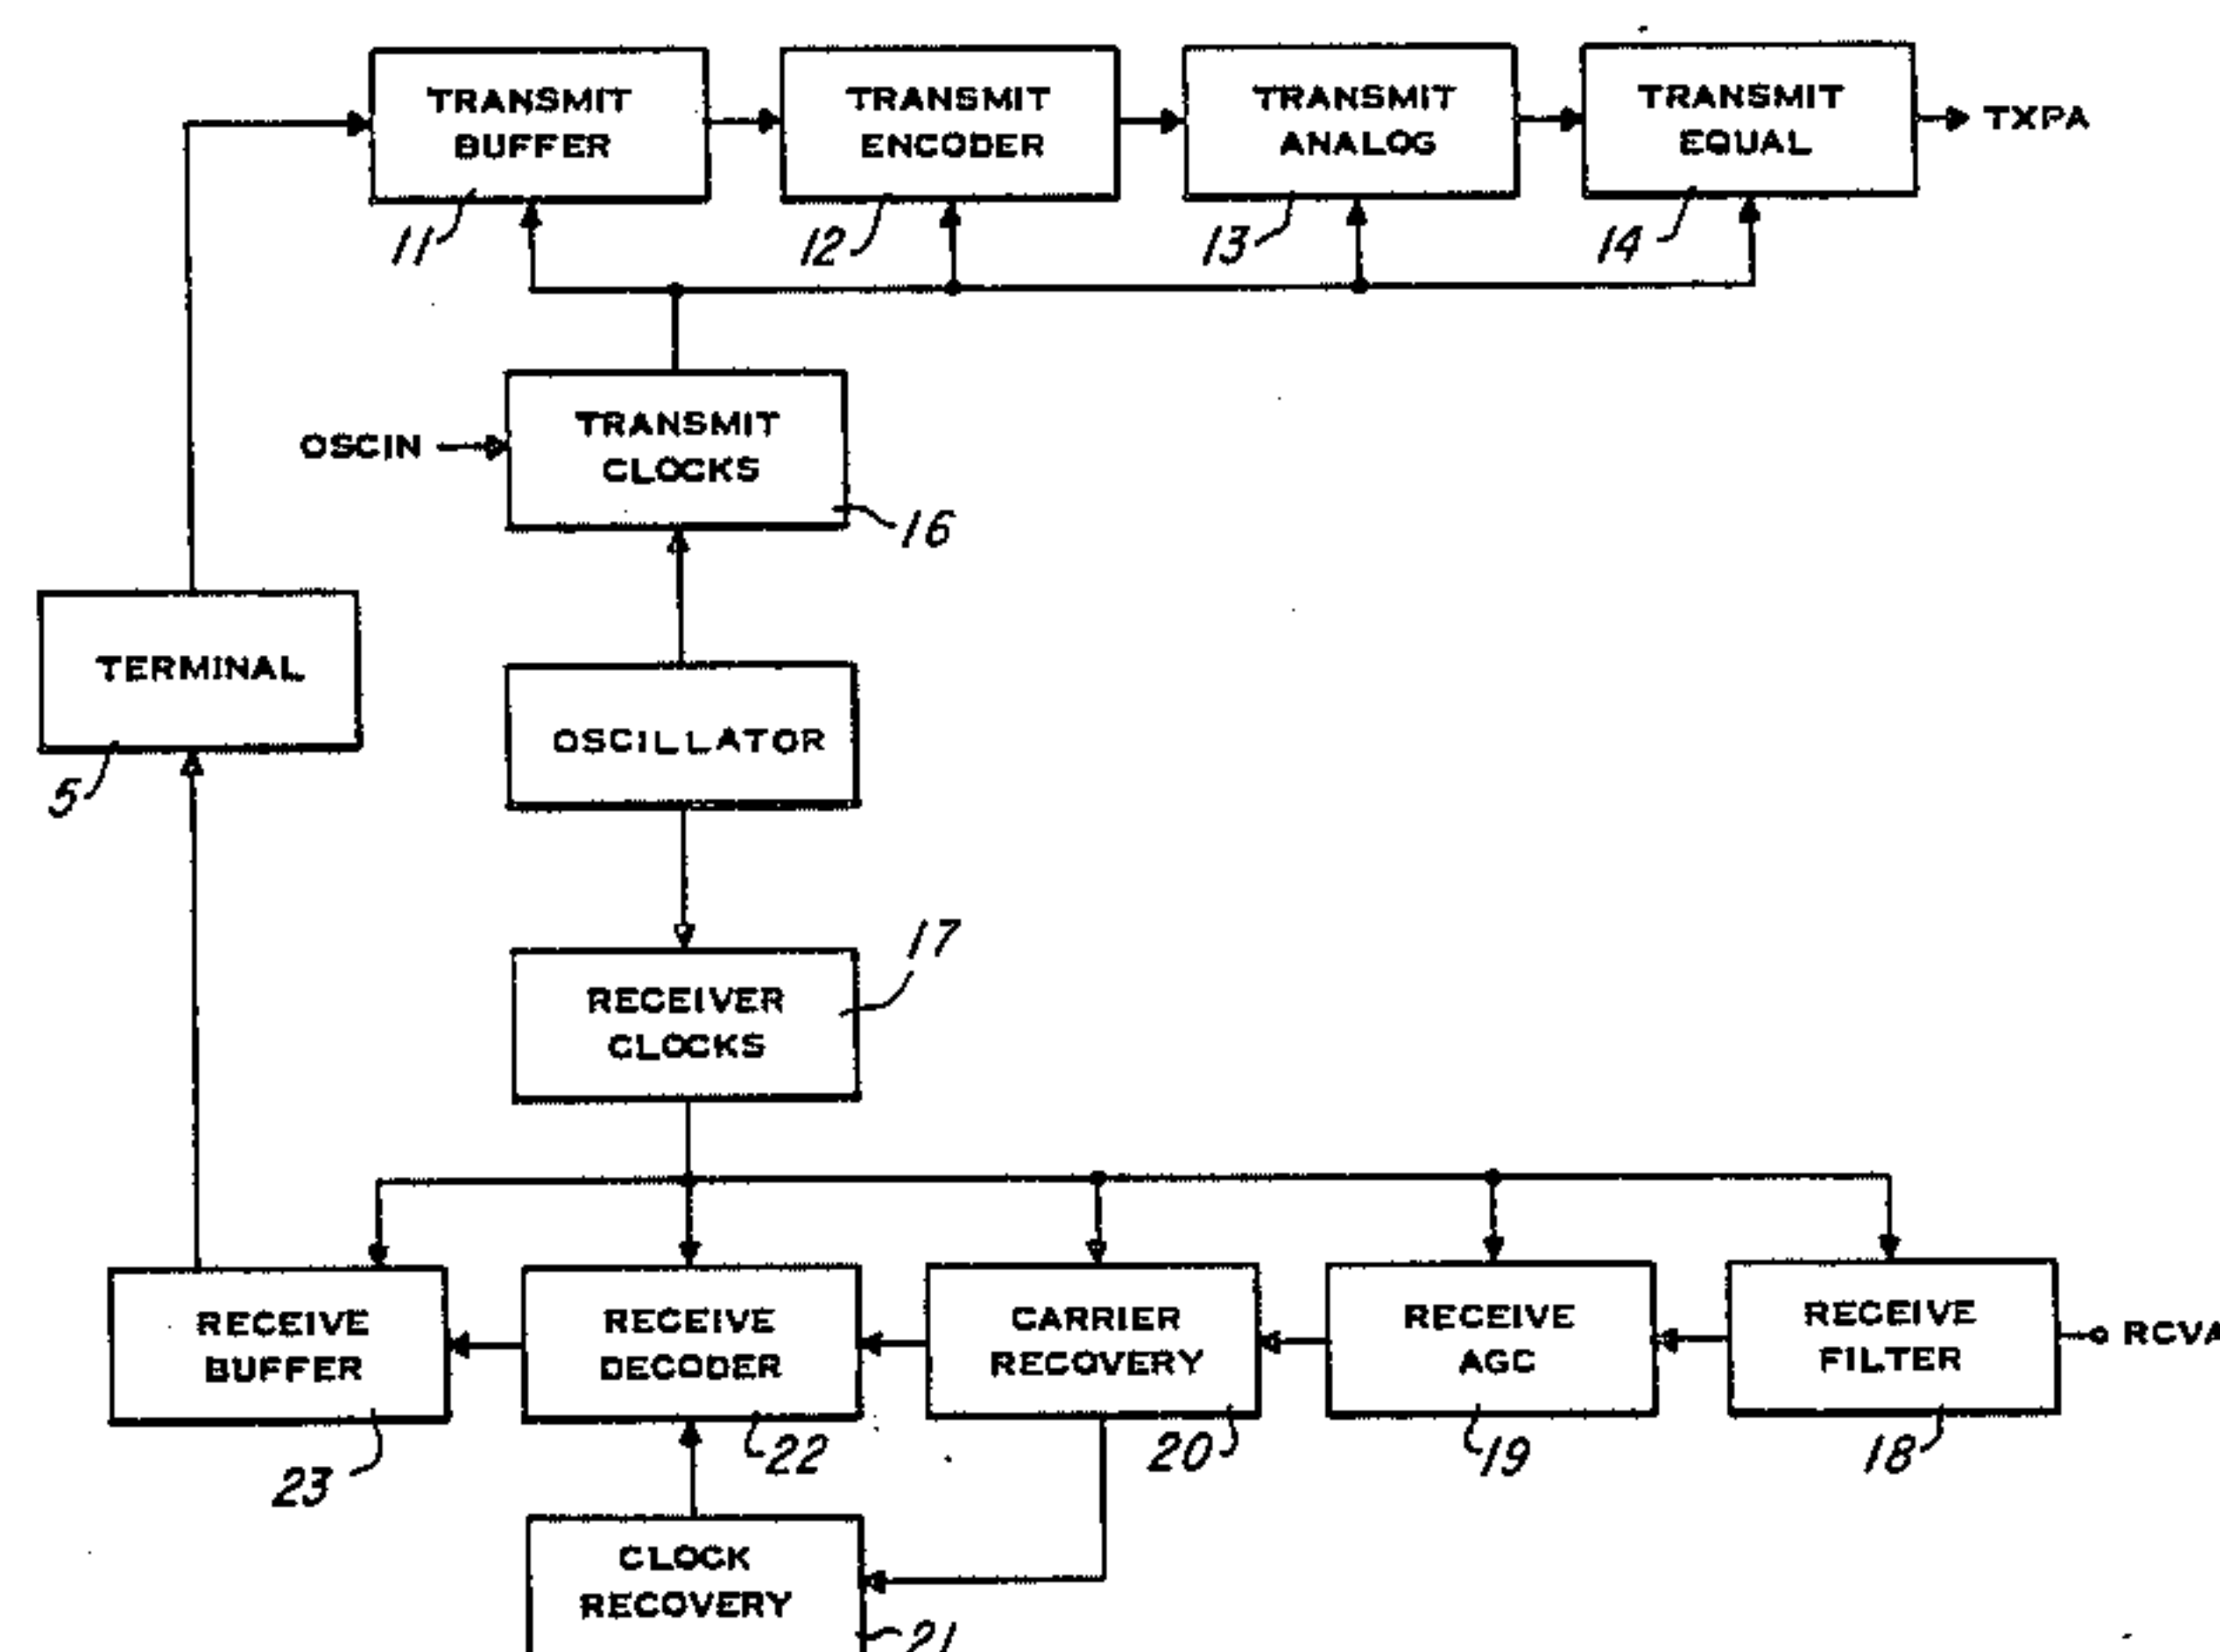 TRANSMIT
BUFFER
TRANSMIT
ENCODER
TRANSMIT
ANALOG
TRANSMIT
EQUAL
TXPA
11
12
13
14
OSCIN
TRANSMIT
CLOCKS
16
TERMINAL
5
OSCILLATOR
17
RECEIVER
CLOCKS
RECEIVE
BUFFER
RECEIVE
DECODER
CARRIER
RECOVERY
RECEIVE
AGC
RECEIVE
FILTER
RCVA
23
22
20
19
18
CLOCK
RECOVERY
21